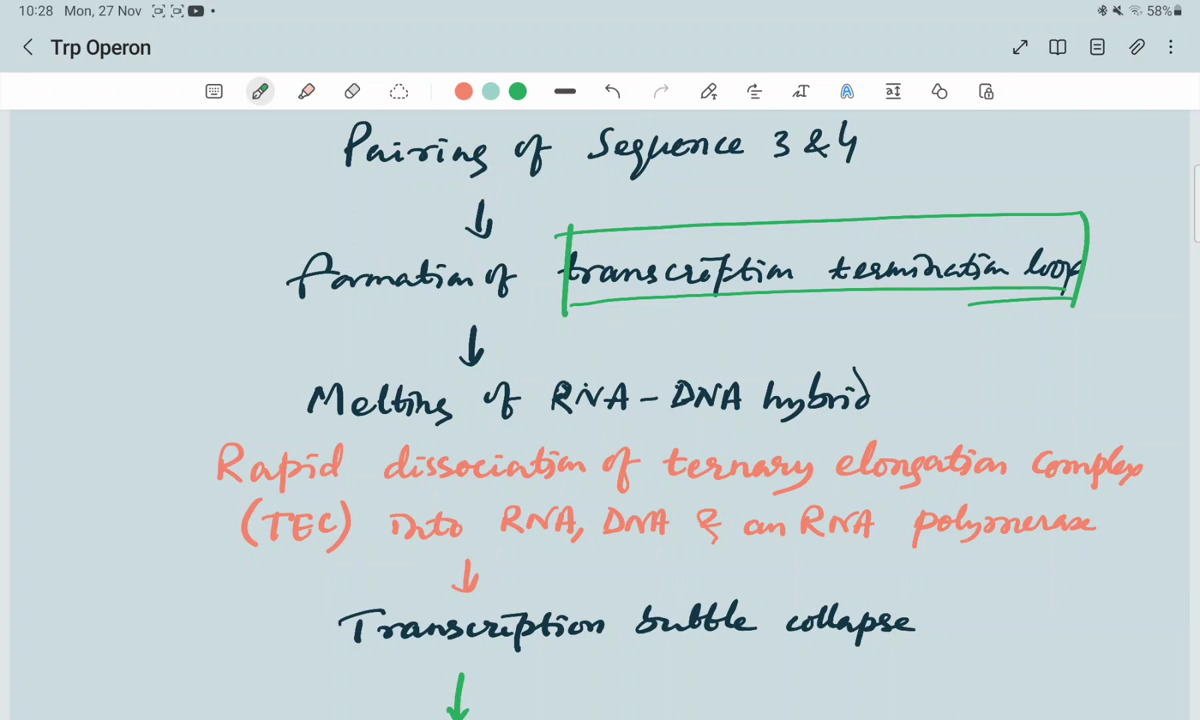 10:28 Mon, 27 Nov
58%
Trp Operon
Pairing of Sequence 3 & 4
↓
Formation of transcription termination loop
↓
Melting of RNA-DNA hybrid
Rapid dissociation of ternary elongation complex
(TEC) into RNA, DNA & an RNA polymerase
↓
Transcription bubble collapse
↓